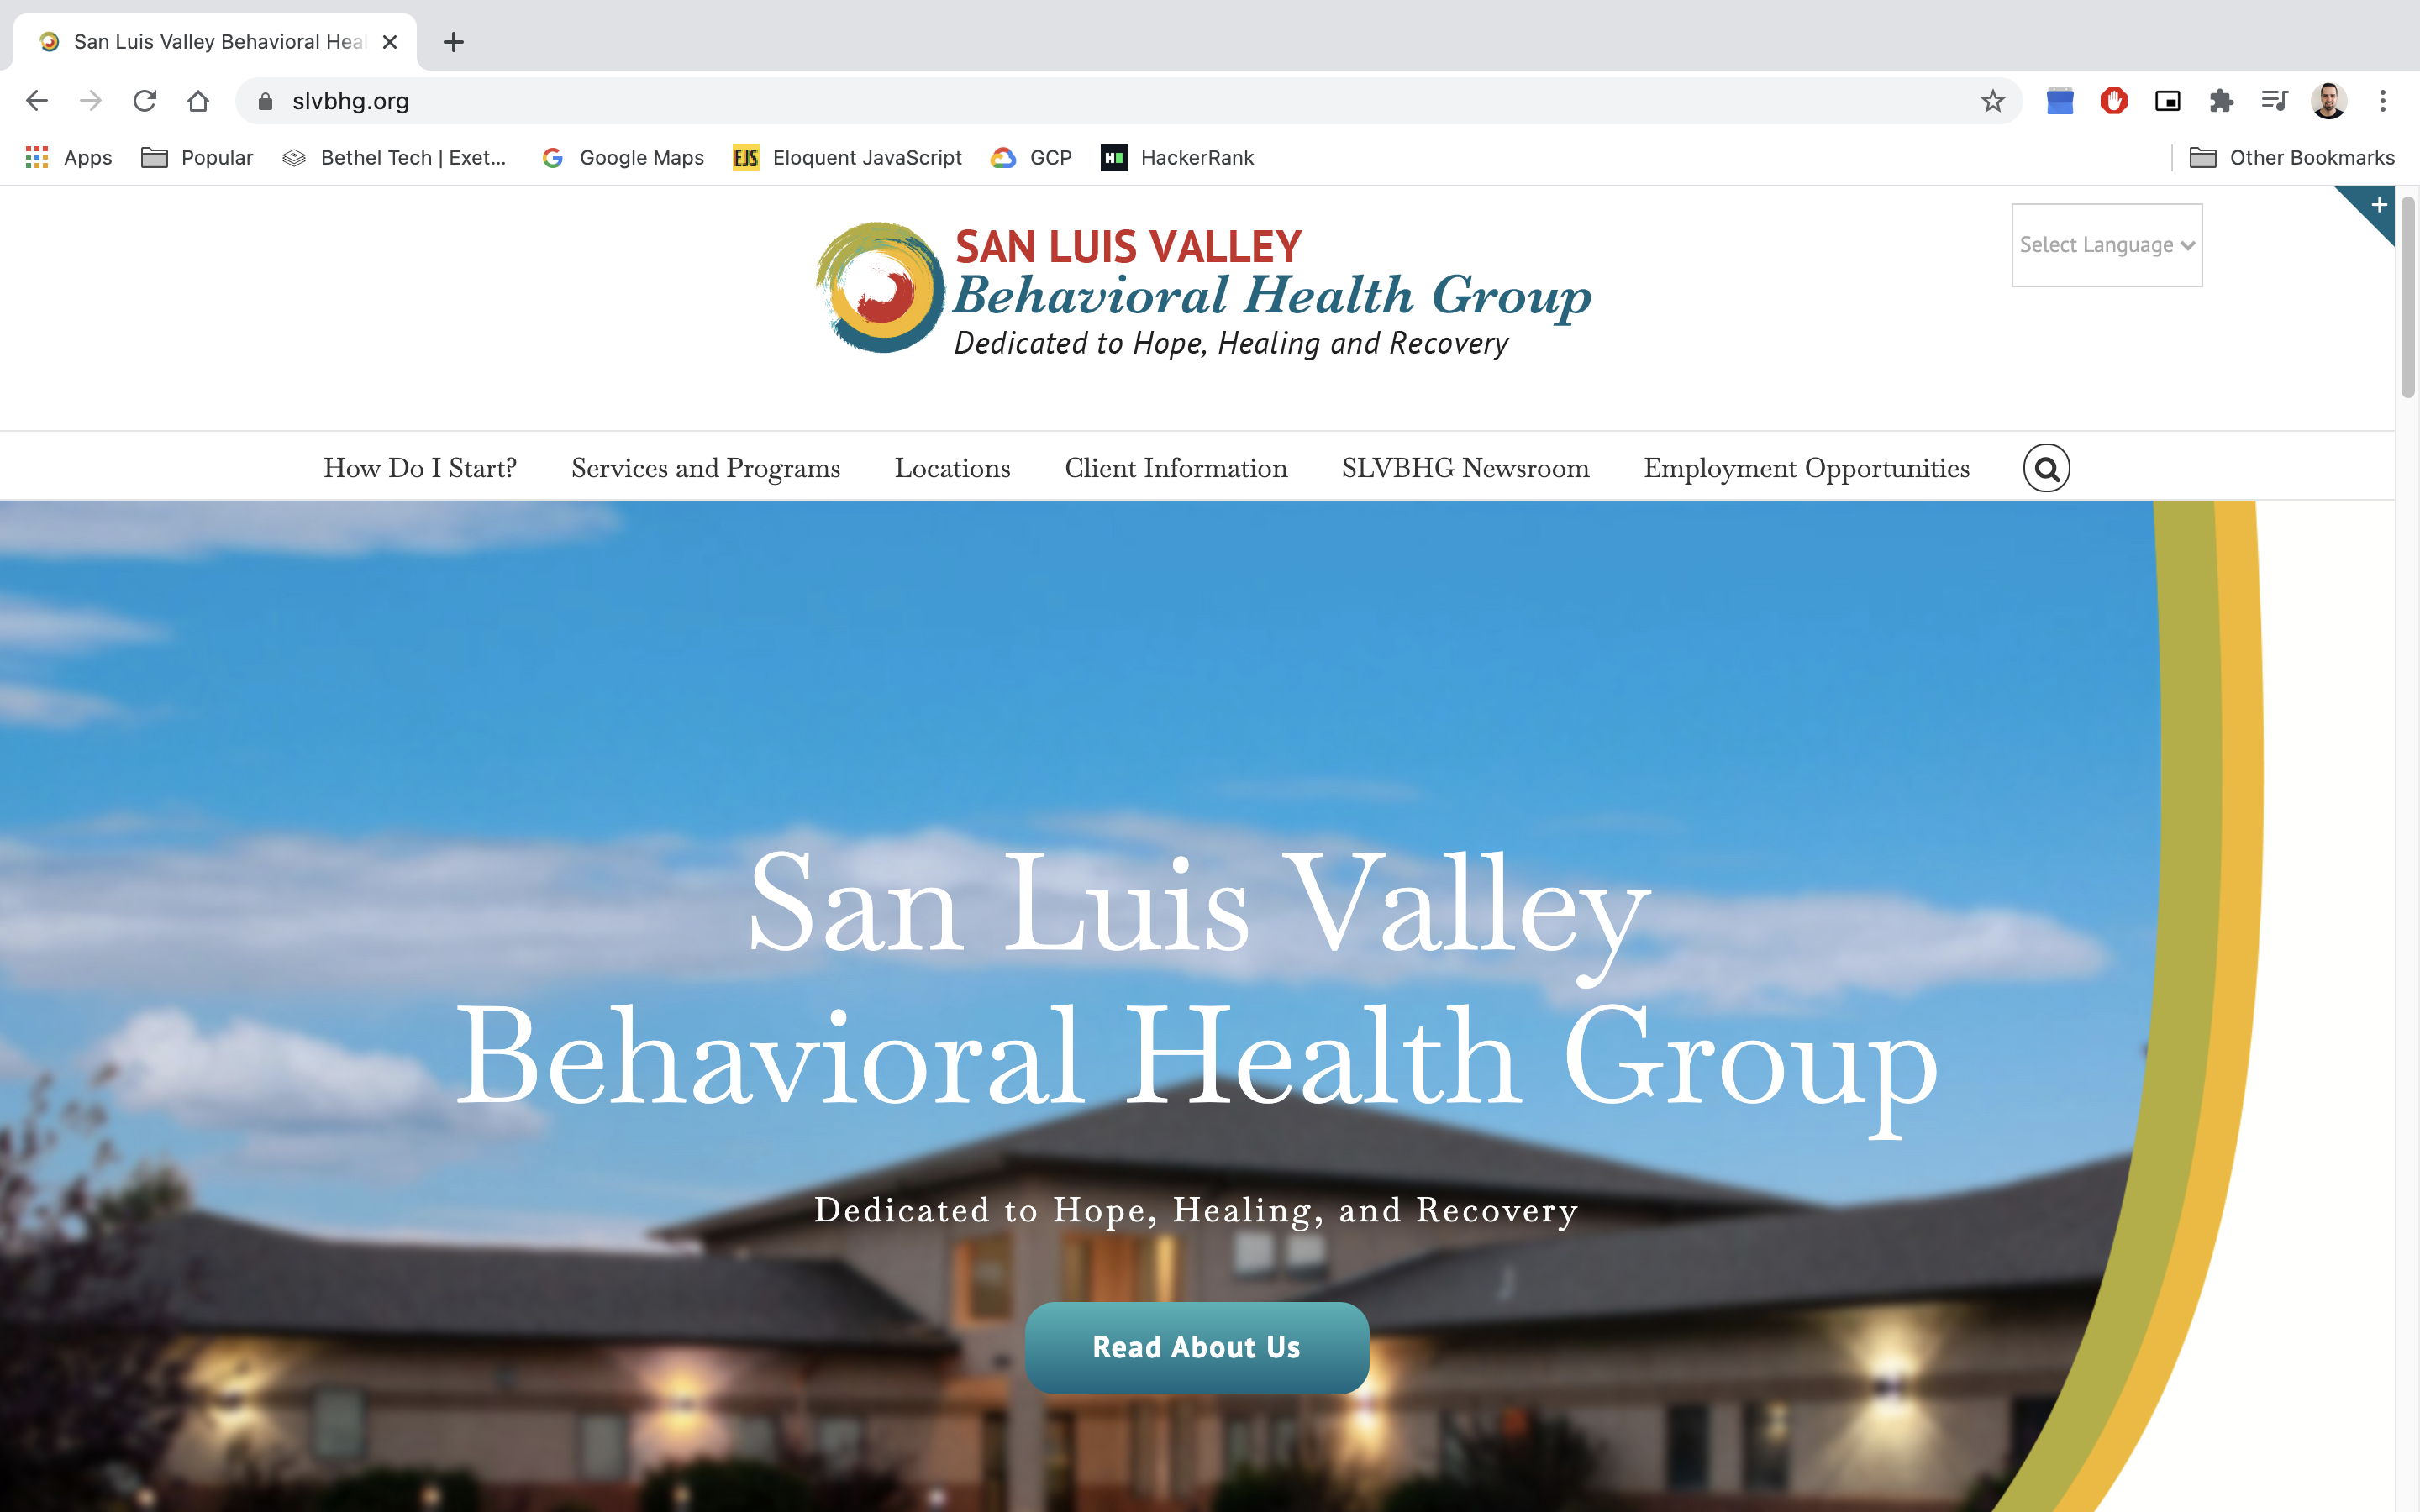 San Luis Valley Behavioral Heal
slvbhg.org
Apps
Popular
Bethel Tech | Exet...
Google Maps
EJS
Eloquent JavaScript
GCP
H
HackerRank
Other Bookmarks
SAN LUIS VALLEY
Behavioral Health Group
Dedicated to Hope, Healing and Recovery
Select Language
+
How Do I Start?
Services and Programs
Locations
Client Information
SLVBHG Newsroom
Employment Opportunities
San Luis Valley
Behavioral Health Group
Dedicated to Hope, Healing, and Recovery
Read About Us